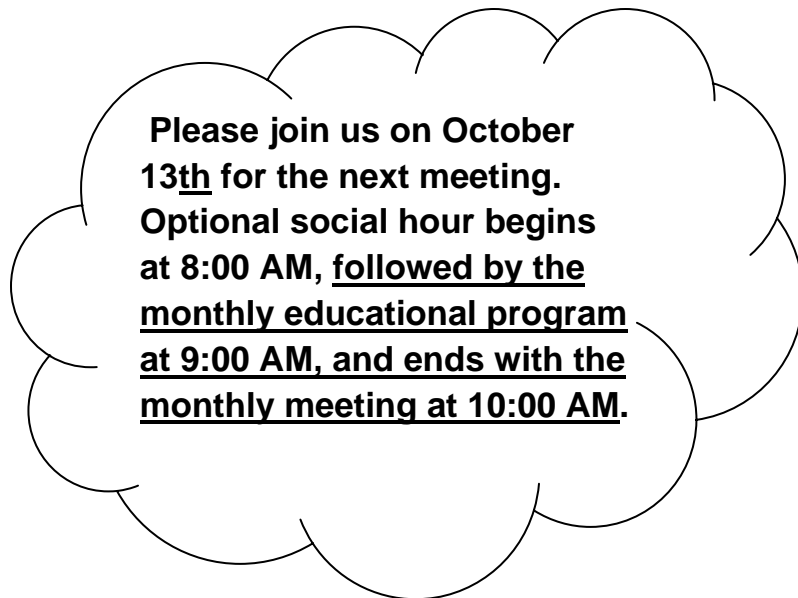 Please join us on October
13th for the next meeting.
Optional social hour begins
at 8:00 AM, followed by the
monthly educational program
at 9:00 AM, and ends with the
monthly meeting at 10:00 AM.